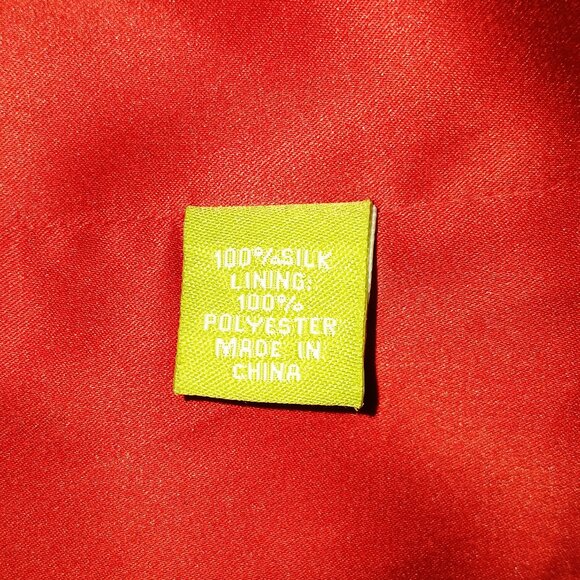 100%SILK
LINING:
100%
POLYESTER
MADE IN
CHINA